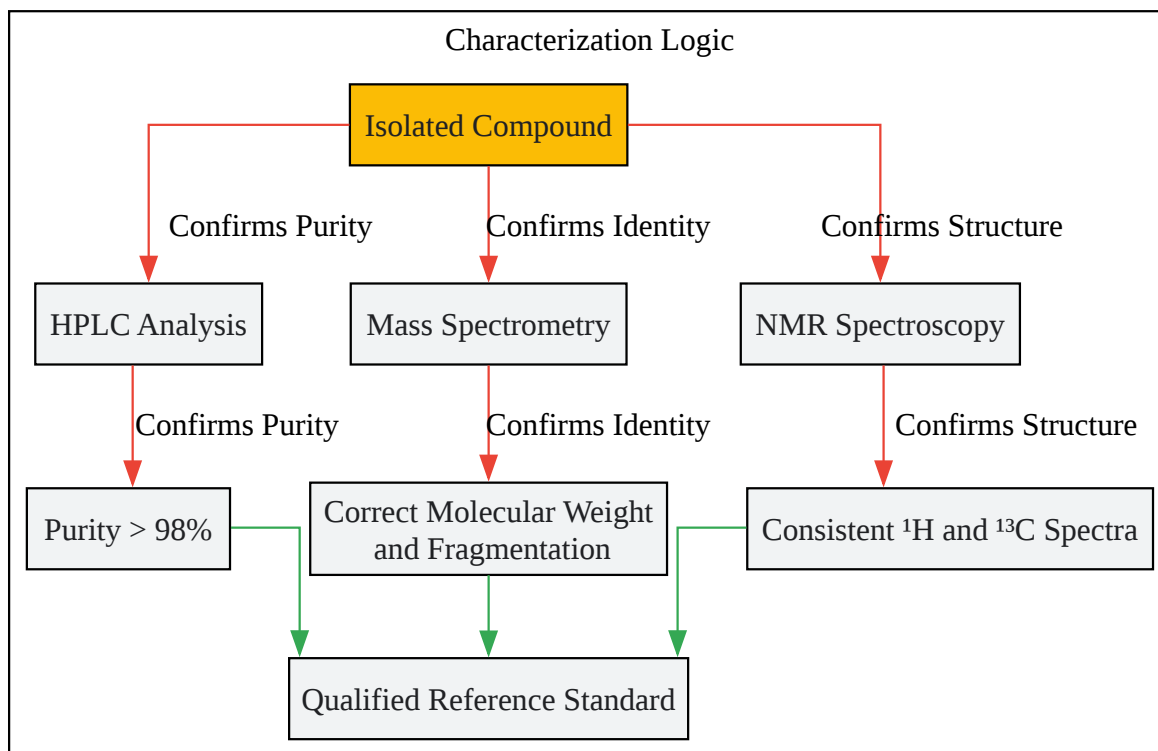 Characterization Logic
Isolated Compound
Confirms Purity
Confirms Identity
Confirms Structure
HPLC Analysis
Mass Spectrometry
NMR Spectroscopy
Confirms Purity
Confirms Identity
Confirms Structure
Purity > 98%
Correct Molecular Weight
and Fragmentation
Consistent ¹H and ¹³C Spectra
Qualified Reference Standard